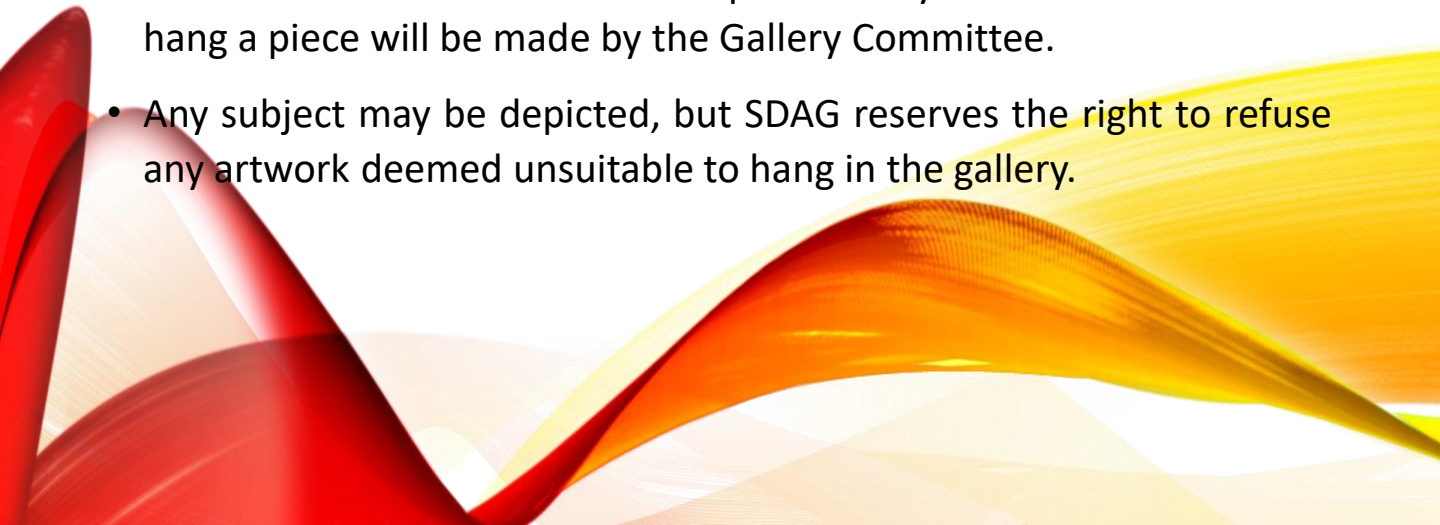 hang a piece will be made by the Gallery Committee.
• Any subject may be depicted, but SDAG reserves the right to refuse
any artwork deemed unsuitable to hang in the gallery.